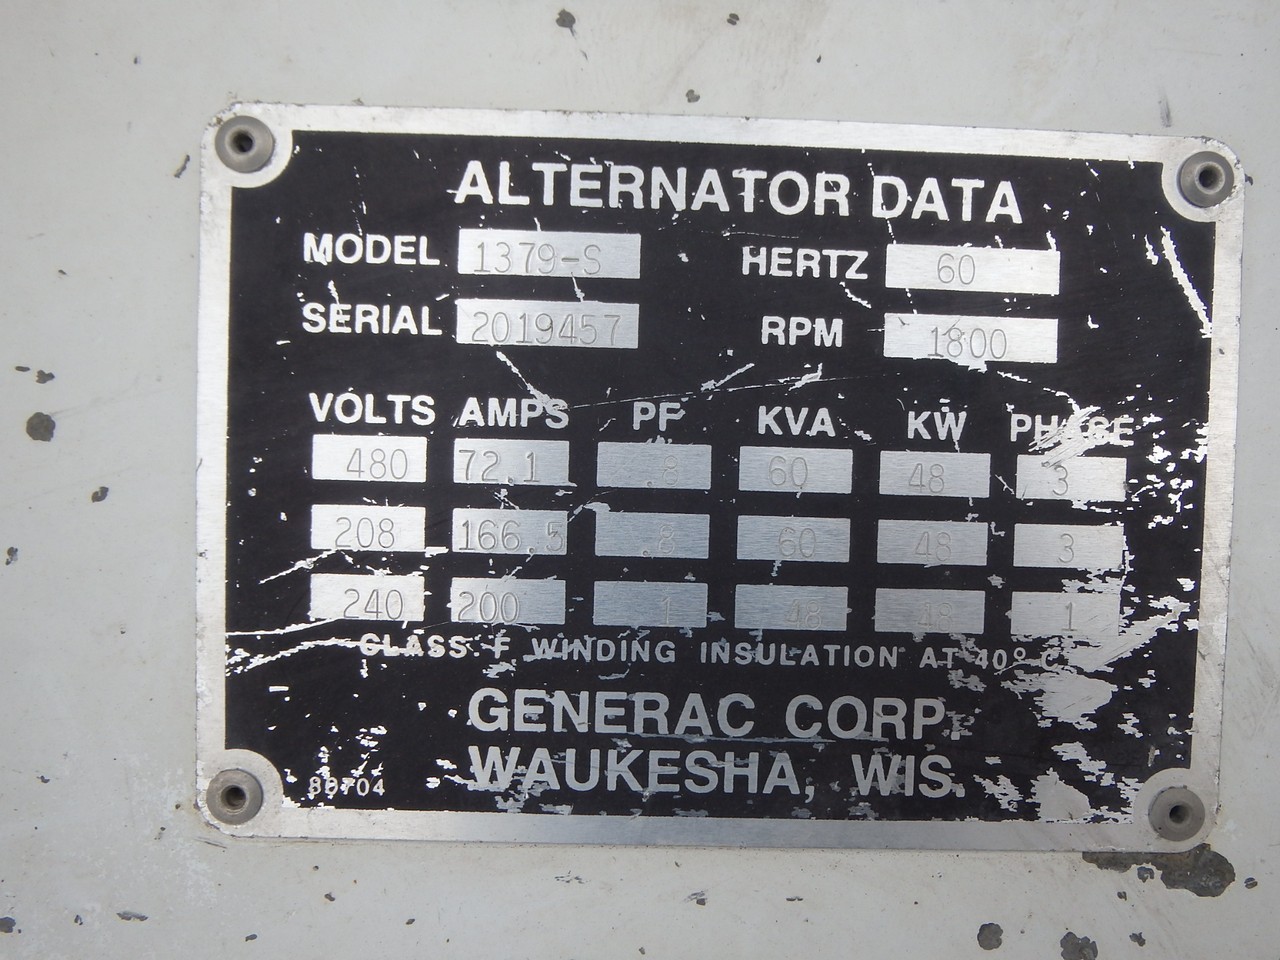 ALTERNATOR DATA
MODEL 1379-S HERTZ 60
SERIAL 2019457 RPM 1800
VOLTS AMPS PF KVA KW PHASE
480 72.1 .8 60 48 3
208 166.5 .8 60 48 3
240 200 1 48 48 1
CLASS F WINDING INSULATION AT 40° C
GENERAC CORP.
WAUKESHA, WIS.